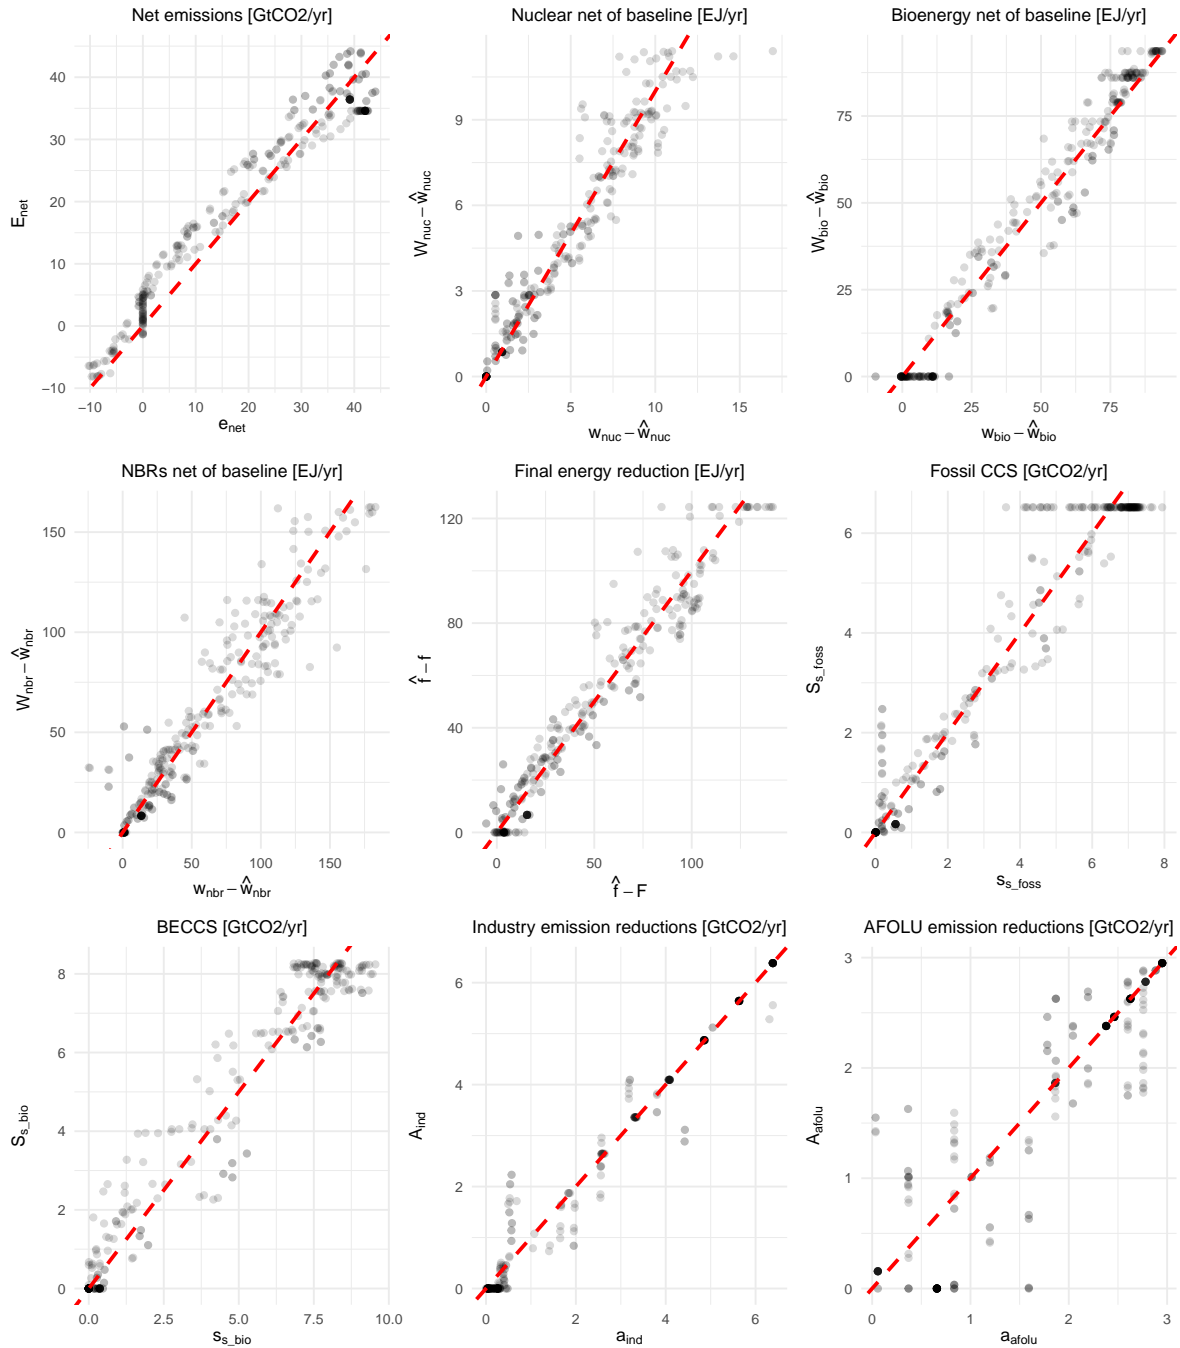 Net emissions [GtCO2/yr]
40
30
20
10
0
−10
−10 0 10 20 30 40
E_net
e_net
Nuclear net of baseline [EJ/yr]
9
6
3
0
0 5 10 15
W_nuc − ŵ_nuc
w_nuc − ŵ_nuc
Bioenergy net of baseline [EJ/yr]
75
50
25
0
0 25 50 75
W_bio − ŵ_bio
w_bio − ŵ_bio
NBRs net of baseline [EJ/yr]
150
100
50
0
0 50 100 150
W_nbr − ŵ_nbr
w_nbr − ŵ_nbr
Final energy reduction [EJ/yr]
120
80
40
0
0 50 100
f̂ − f
f̂ − F
Fossil CCS [GtCO2/yr]
6
4
2
0
0 2 4 6 8
S_s_foss
s_s_foss
BECCS [GtCO2/yr]
8
6
4
2
0
0.0 2.5 5.0 7.5 10.0
S_s_bio
s_s_bio
Industry emission reductions [GtCO2/yr]
6
4
2
0
0 2 4 6
A_ind
a_ind
AFOLU emission reductions [GtCO2/yr]
3
2
1
0
0 1 2 3
A_afolu
a_afolu